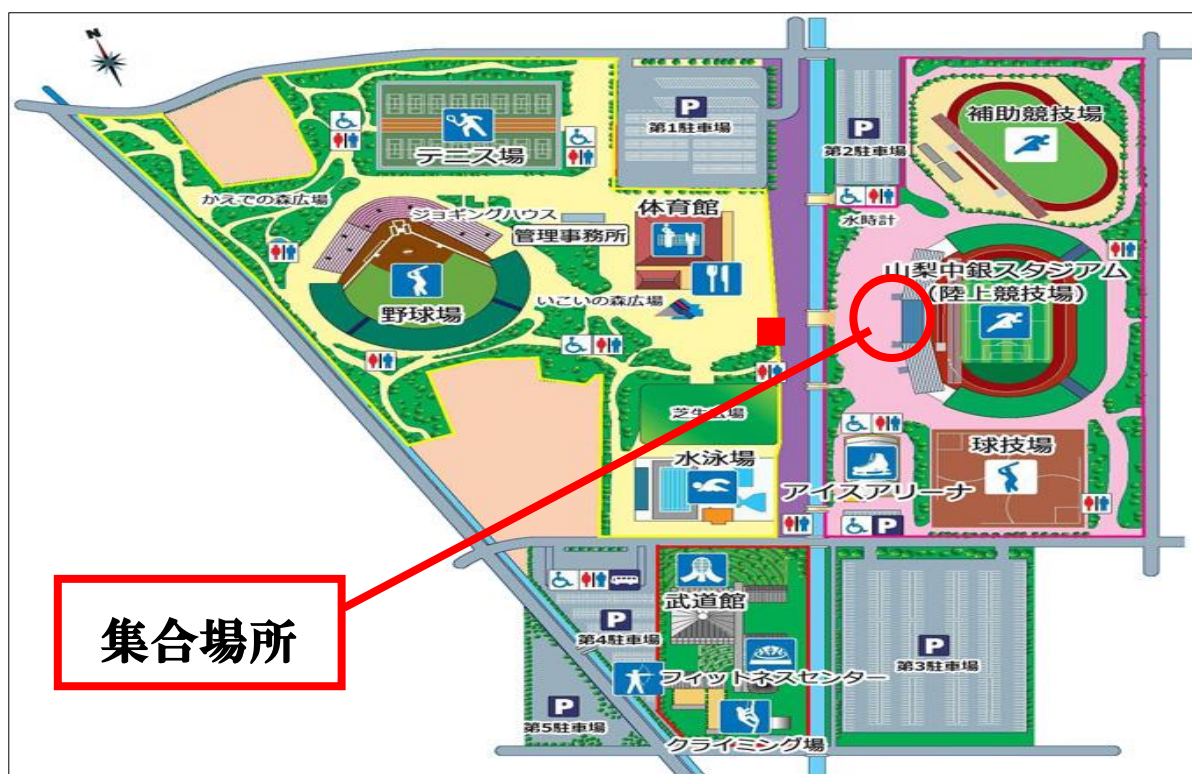 N
P
第1駐車場
P
第2駐車場
補助競技場
テニス場
かえでの森広場
ジョギングハウス
管理事務所
体育館
水時計
山梨中銀スタジアム
(陸上競技場)
野球場
いこいの森広場
芝生広場
水泳場
球技場
アイスアリーナ
P
集合場所
武道館
P
第4駐車場
P
第3駐車場
フィットネスセンター
P
第5駐車場
クライミング場